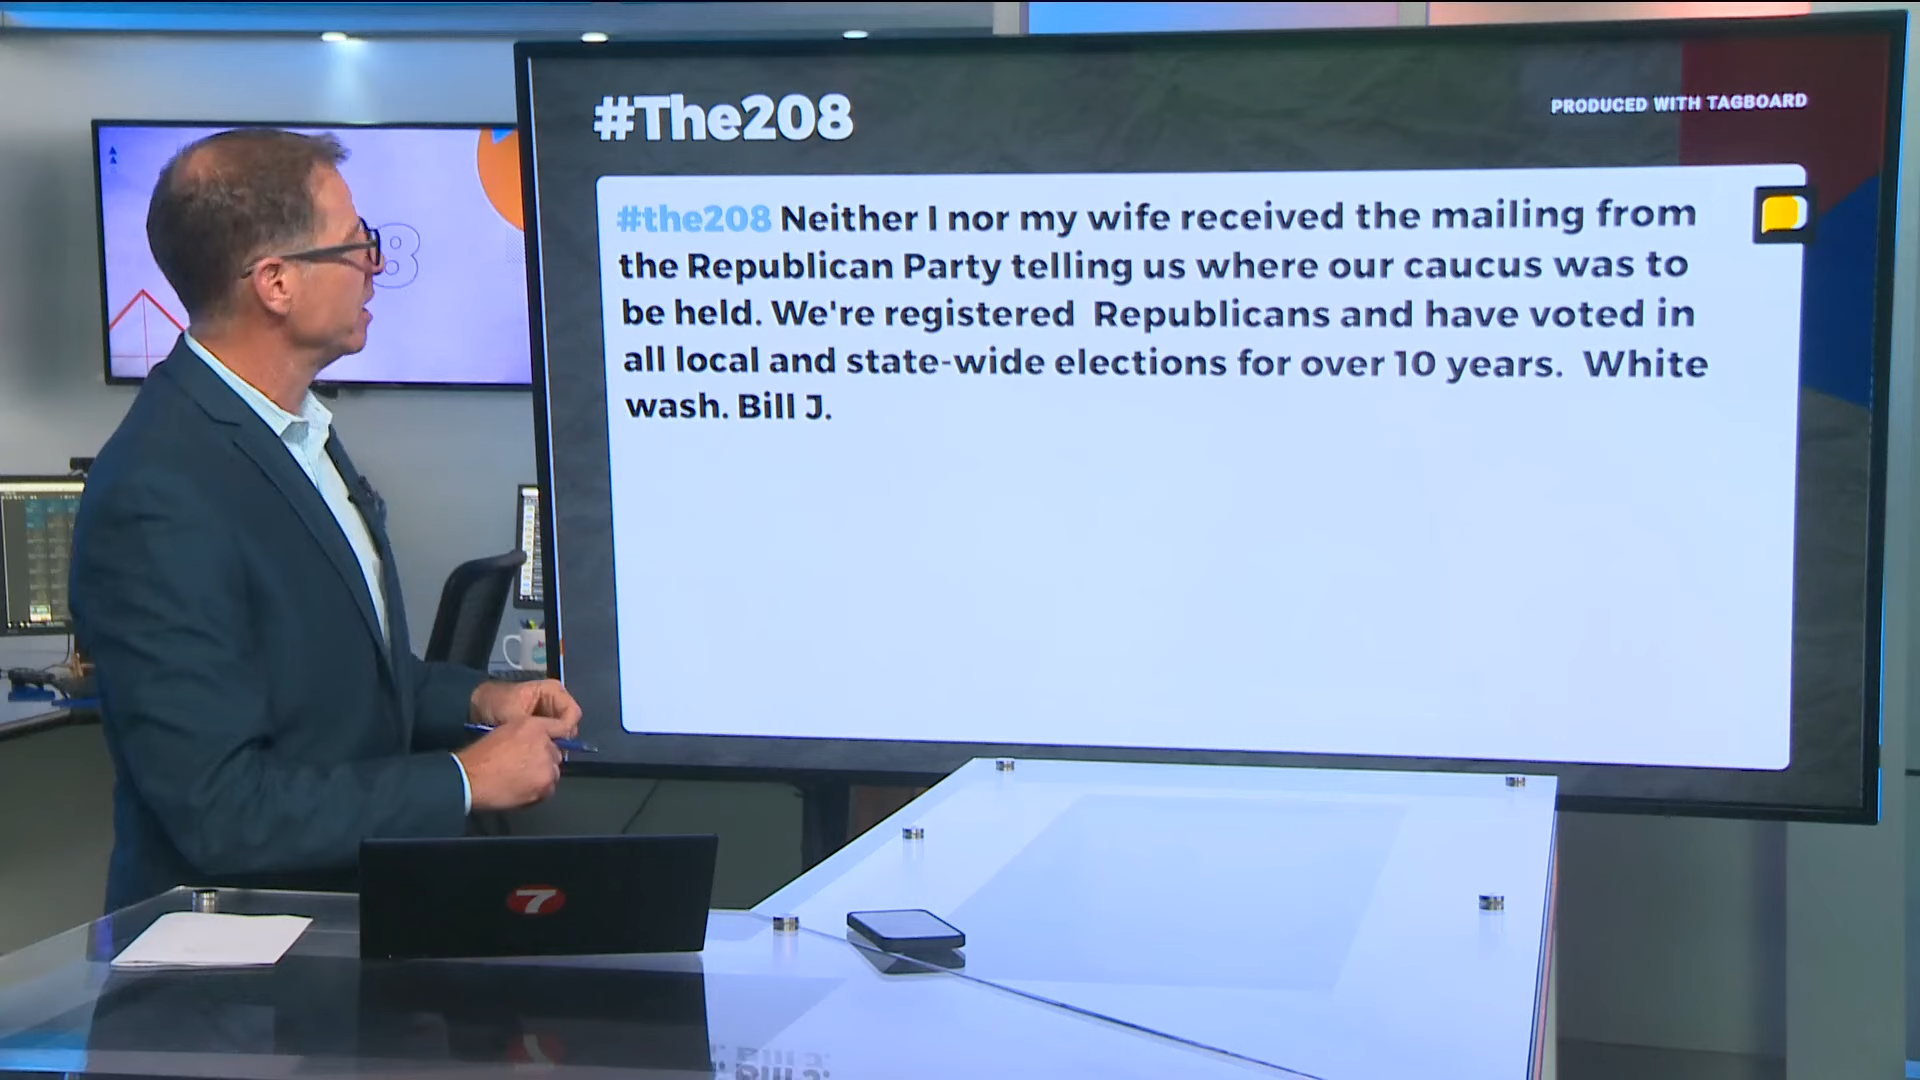 #The208
PRODUCED WITH TAGBOARD
#the208 Neither I nor my wife received the mailing from
the Republican Party telling us where our caucus was to
be held. We're registered Republicans and have voted in
all local and state-wide elections for over 10 years. White
wash. Bill J.
8
7